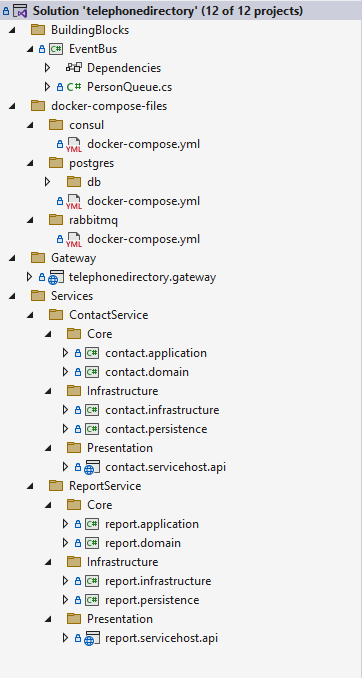 Solution 'telephonedirectory' (12 of 12 projects)
BuildingBlocks
C# EventBus
Dependencies
C# PersonQueue.cs
docker-compose-files
consul
YML docker-compose.yml
postgres
db
YML docker-compose.yml
rabbitmq
YML docker-compose.yml
Gateway
telephonedirectory.gateway
Services
ContactService
Core
C# contact.application
C# contact.domain
Infrastructure
C# contact.infrastructure
C# contact.persistence
Presentation
contact.servicehost.api
ReportService
Core
C# report.application
C# report.domain
Infrastructure
C# report.infrastructure
C# report.persistence
Presentation
report.servicehost.api